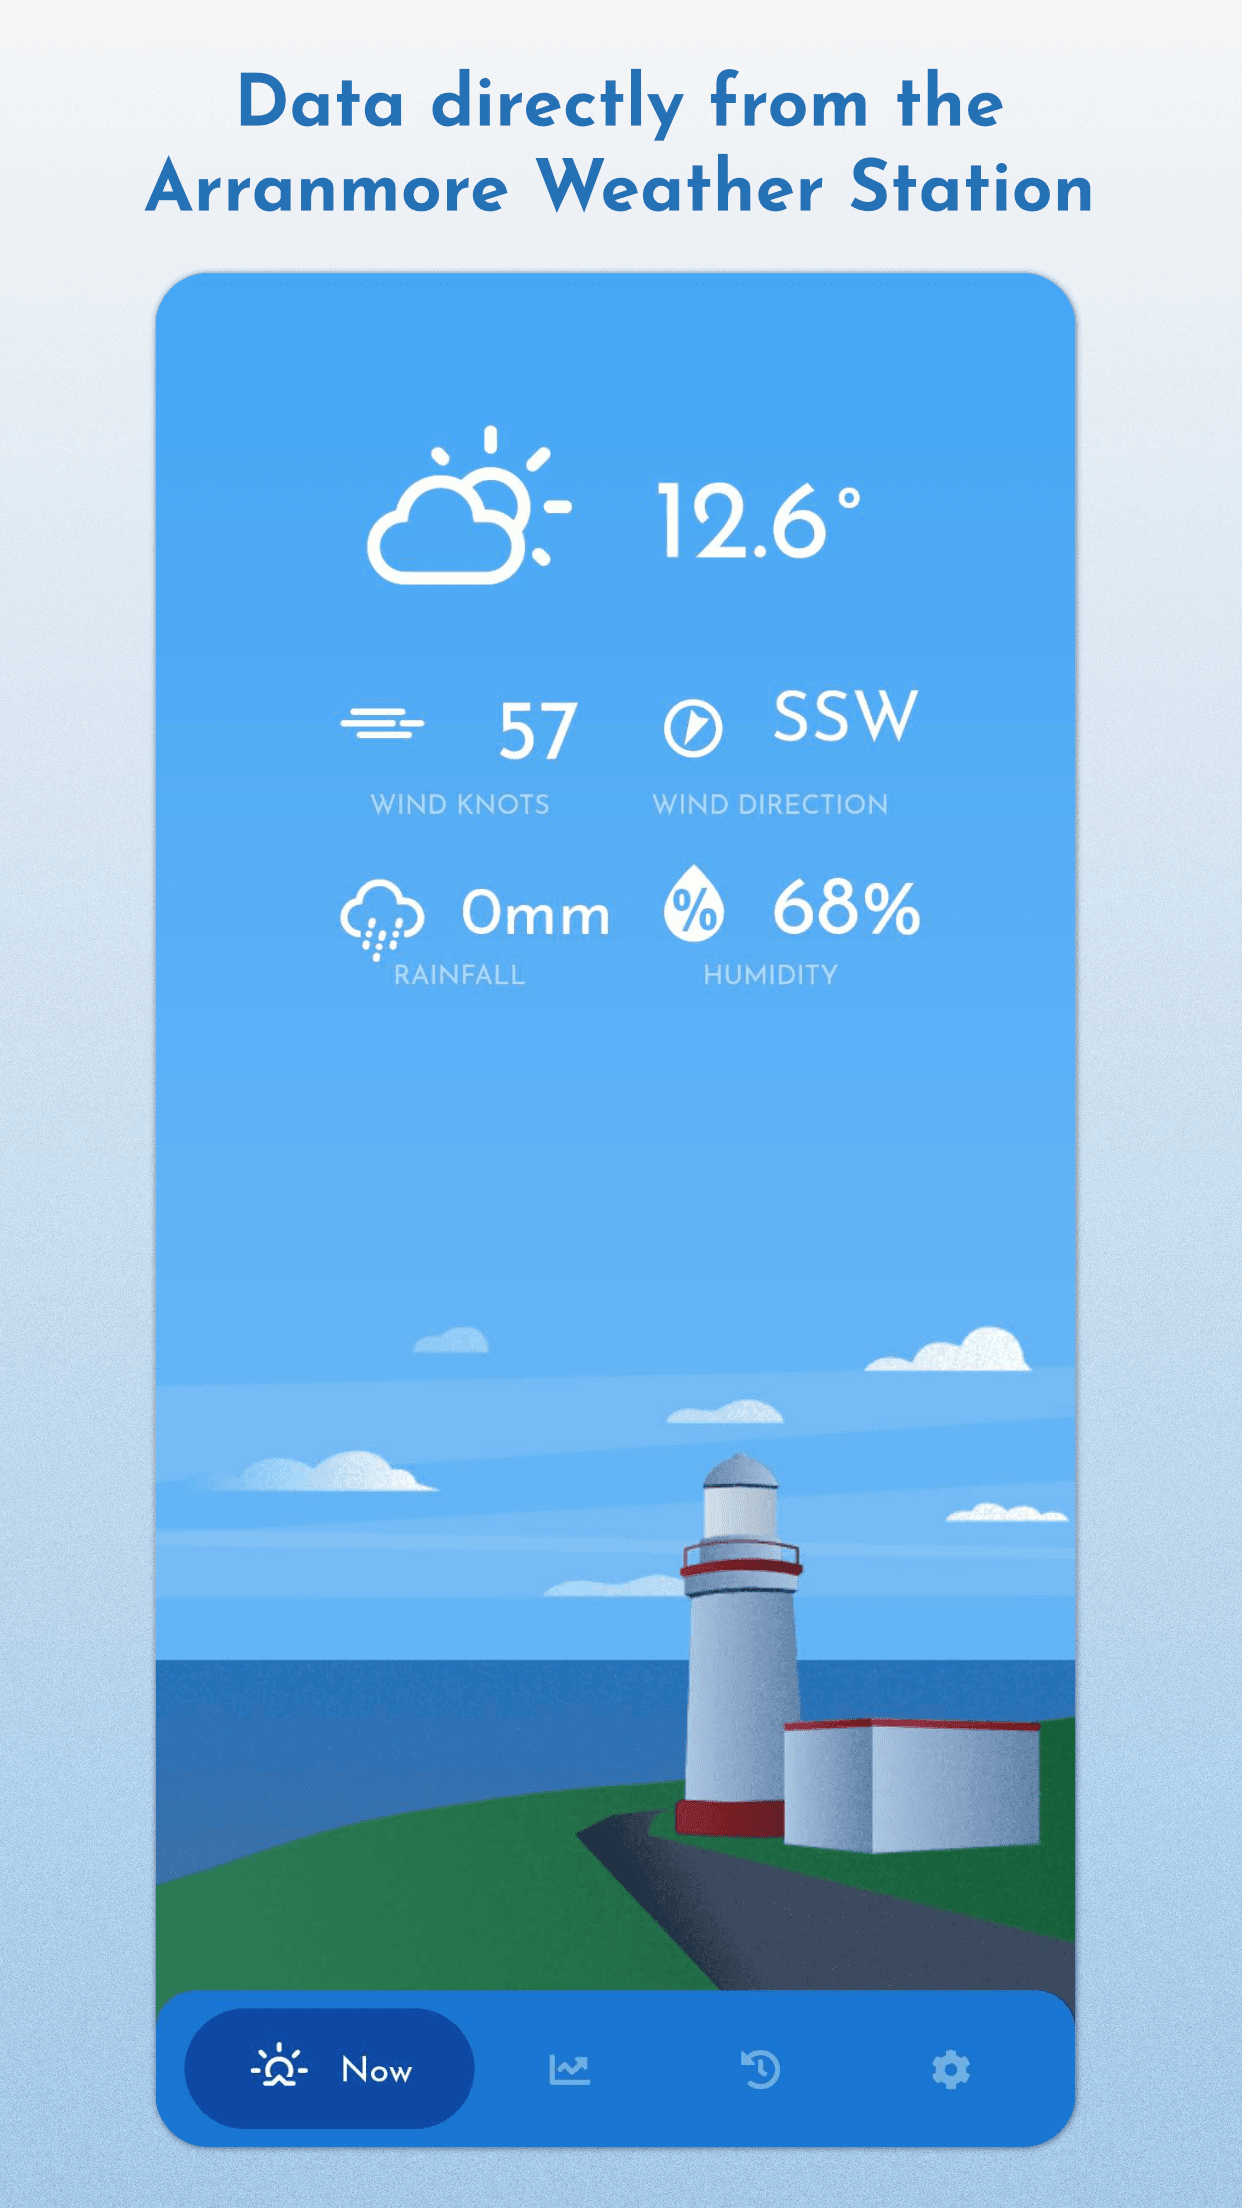 Data directly from the
Arranmore Weather Station
12.6°
57
SSW
WIND KNOTS
WIND DIRECTION
0mm
% 68%
RAINFALL
HUMIDITY
Now